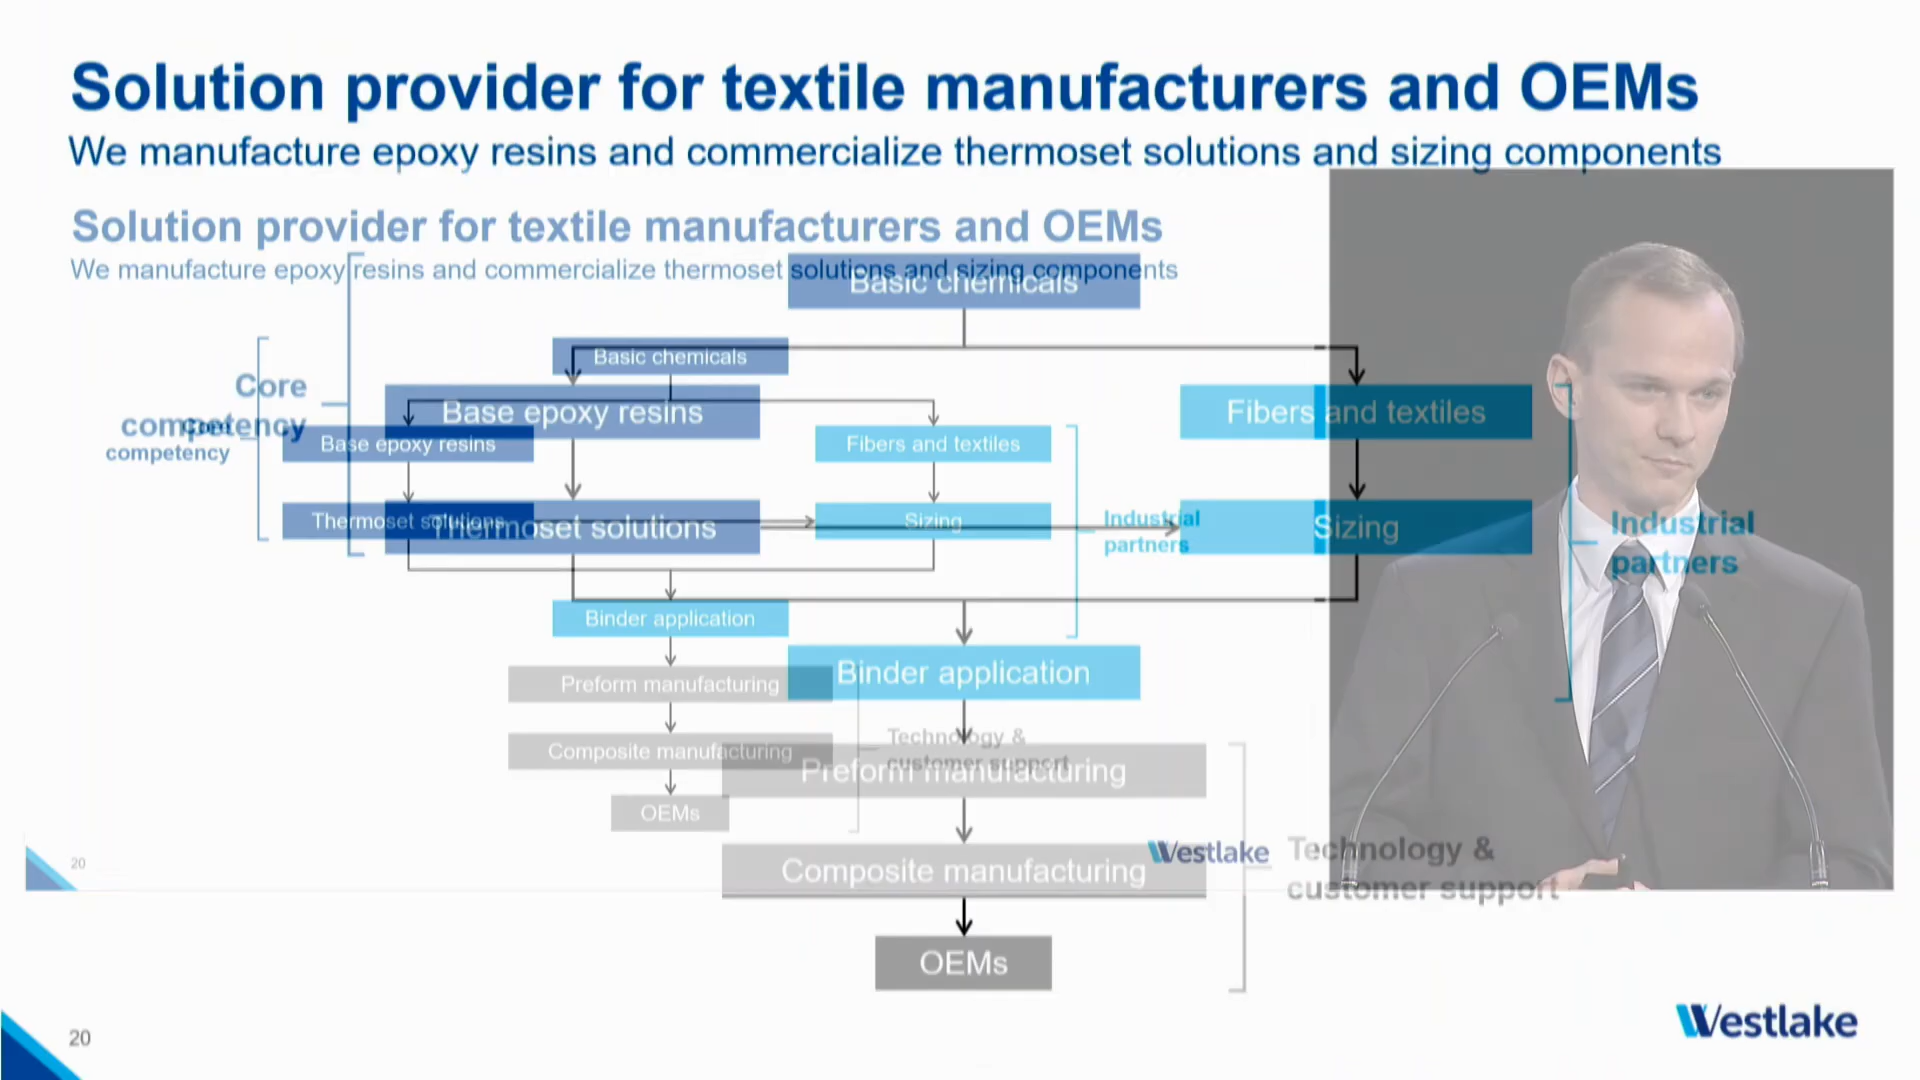 Solution provider for textile manufacturers and OEMs
We manufacture epoxy resins and commercialize thermoset solutions and sizing components
Solution provider for textile manufacturers and OEMs
We manufacture epoxy resins and commercialize thermoset solutions and sizing components
Basic chemicals
Basic chemicals
Core
competency
Base epoxy resins
Fibers and textiles
Core
competency
Base epoxy resins
Fibers and textiles
Thermoset solutions
Sizing
Industrial
partners
Thermoset solutions
Sizing
Industrial
partners
Binder application
Binder application
Preform manufacturing
Technology &
customer support
Composite manufacturing
Preform manufacturing
OEMs
20
Westlake
Composite manufacturing
Technology &
customer support
OEMs
20
Westlake